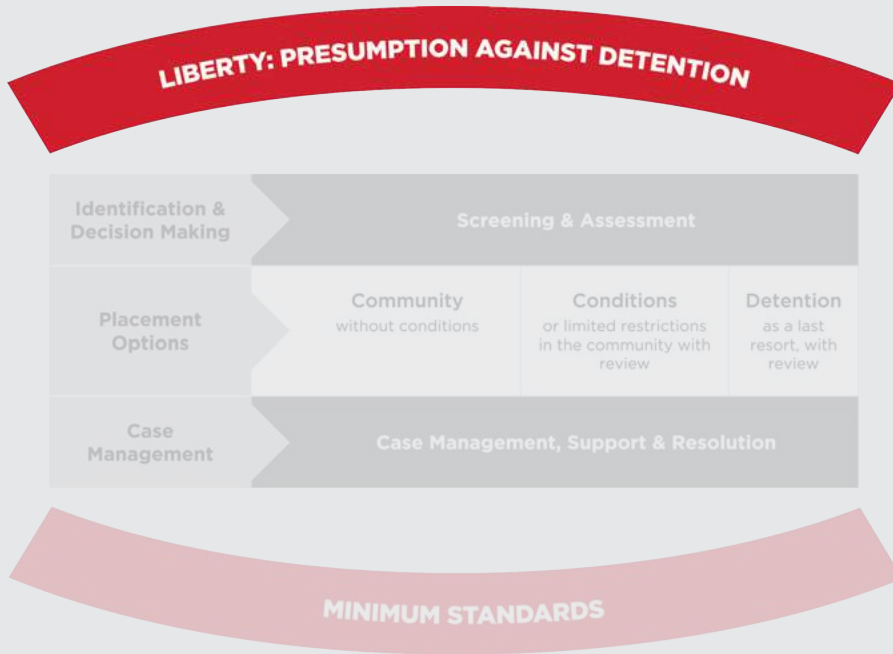 LIBERTY: PRESUMPTION AGAINST DETENTION
Identification &
Decision Making
Screening & Assessment
Placement
Options
Community
without conditions
Conditions
or limited restrictions
in the community with
review
Detention
as a last
resort, with
review
Case
Management
Case Management, Support & Resolution
MINIMUM STANDARDS